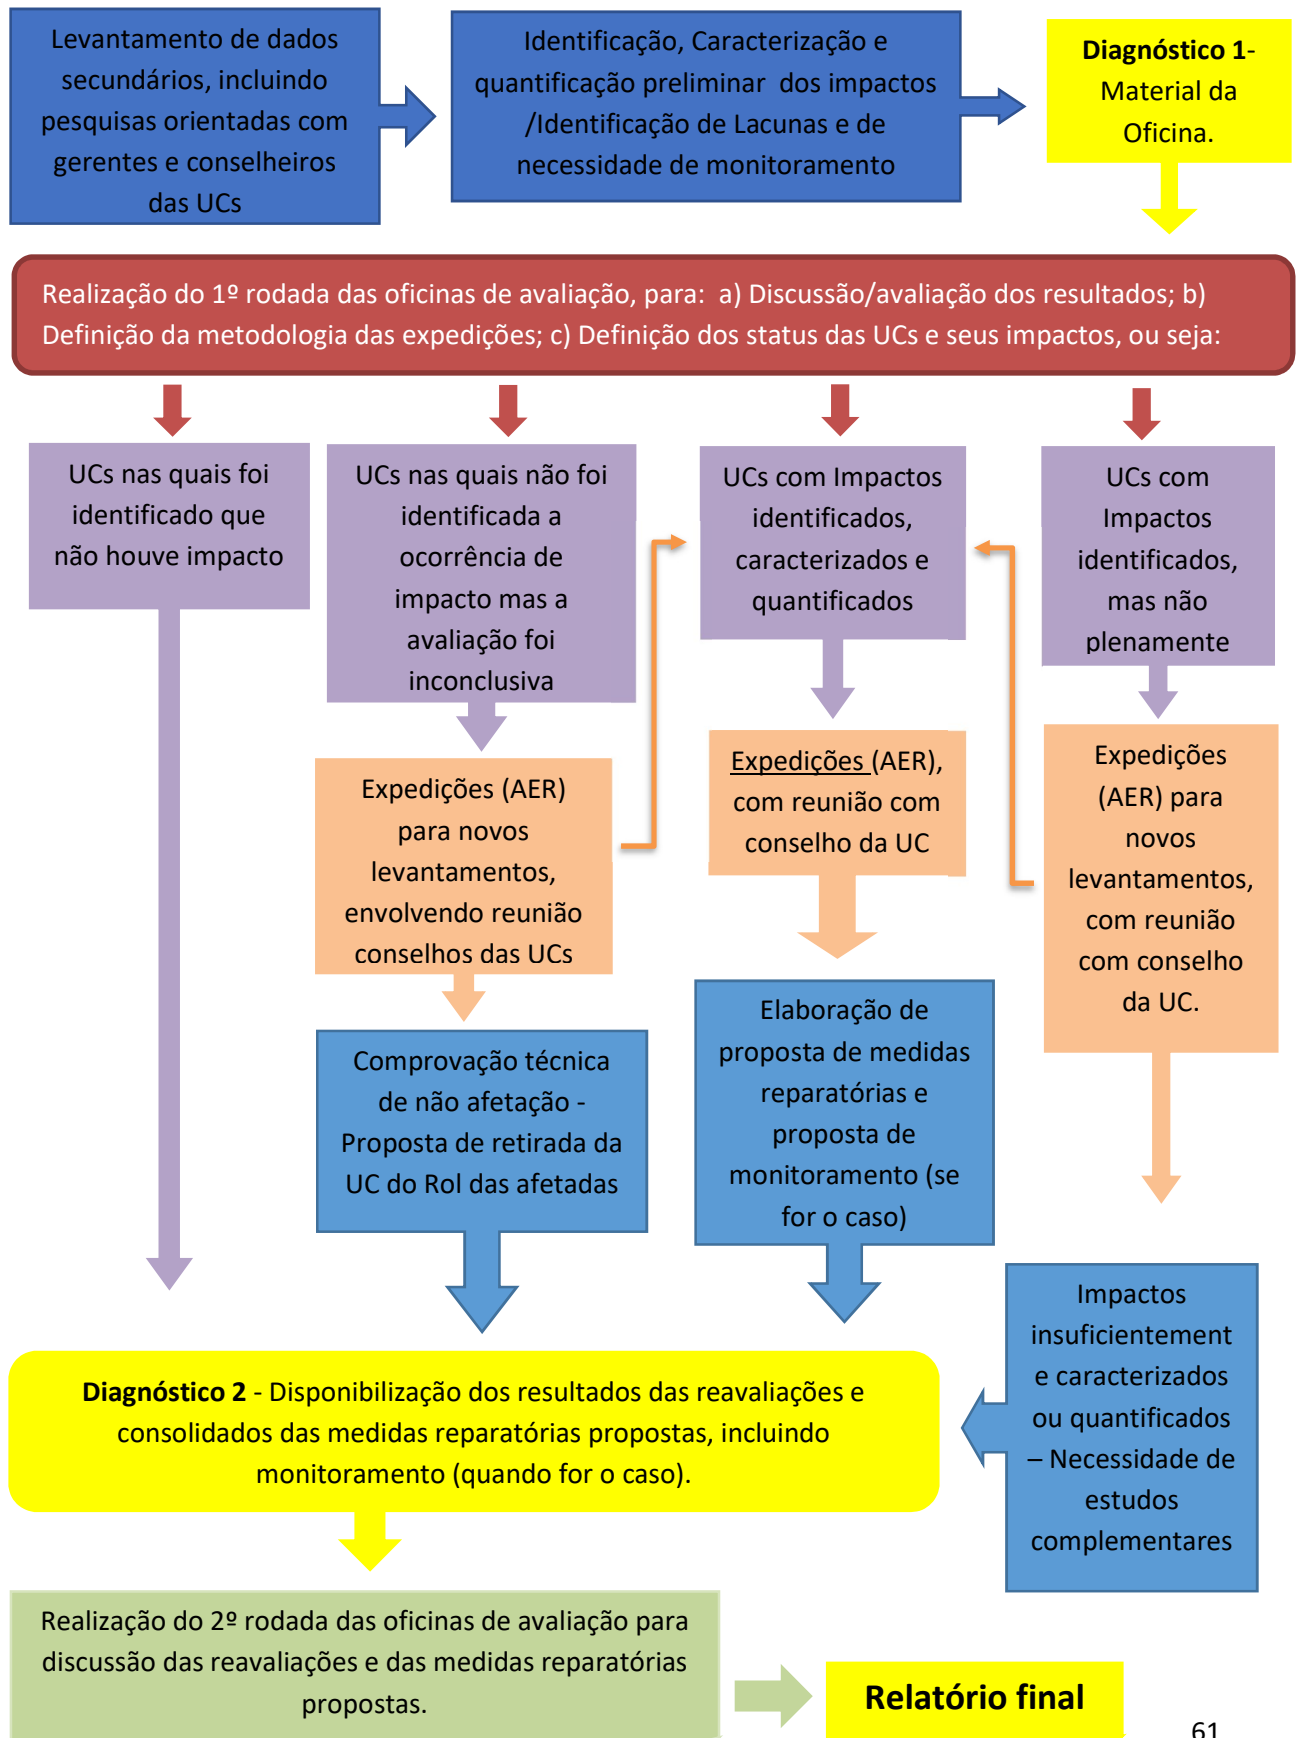 Levantamento de dados
secundários, incluindo
pesquisas orientadas com
gerentes e conselheiros
das UCs
Identificação, Caracterização e
quantificação preliminar dos impactos
/Identificação de Lacunas e de
necessidade de monitoramento
Diagnóstico 1-
Material da
Oficina.
Realização do 1º rodada das oficinas de avaliação, para: a) Discussão/avaliação dos resultados; b)
Definição da metodologia das expedições; c) Definição dos status das UCs e seus impactos, ou seja:
UCs nas quais foi
identificado que
não houve impacto
UCs nas quais não foi
identificada a
ocorrência de
impacto mas a
avaliação foi
inconclusiva
UCs com Impactos
identificados,
caracterizados e
quantificados
UCs com
Impactos
identificados,
mas não
plenamente
Expedições (AER)
para novos
levantamentos,
envolvendo reunião
conselhos das UCs
Expedições (AER),
com reunião com
conselho da UC
Expedições
(AER) para
novos
levantamentos,
com reunião
com conselho
da UC.
Comprovação técnica
de não afetação -
Proposta de retirada da
UC do Rol das afetadas
Elaboração de
proposta de medidas
reparatórias e
proposta de
monitoramento (se
for o caso)
Impactos
insuficientement
e caracterizados
ou quantificados
– Necessidade de
estudos
complementares
Diagnóstico 2 - Disponibilização dos resultados das reavaliações e
consolidados das medidas reparatórias propostas, incluindo
monitoramento (quando for o caso).
Realização do 2º rodada das oficinas de avaliação para
discussão das reavaliações e das medidas reparatórias
propostas.
Relatório final
61